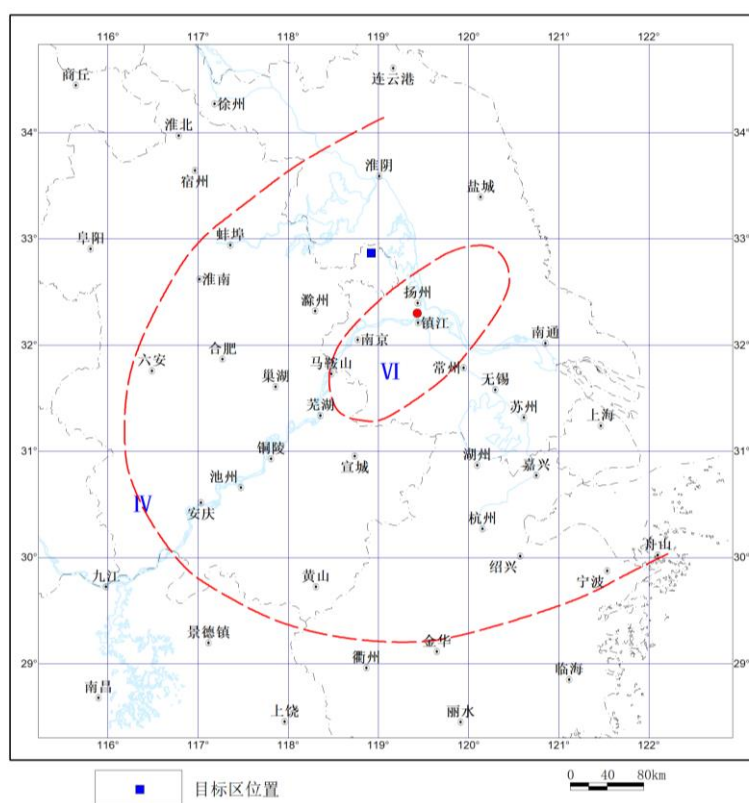 116° 117° 118° 119° 120° 121° 122°
商丘
连云港
徐州
34° 34°
淮北
宿州
淮阴
盐城
33° 33°
阜阳
蚌埠
淮南
滁州
扬州
镇江
32° 32°
南京
南通
六安
合肥
马鞍山
VI
常州
巢湖
无锡
芜湖
苏州
上海
31° 31°
铜陵
宣城
湖州
嘉兴
池州
IV
安庆
杭州
30° 30°
舟山
九江
黄山
绍兴
宁波
景德镇
金华
29° 29°
衢州
临海
南昌
上饶
丽水
116° 117° 118° 119° 120° 121° 122°
目标区位置
0 40 80km